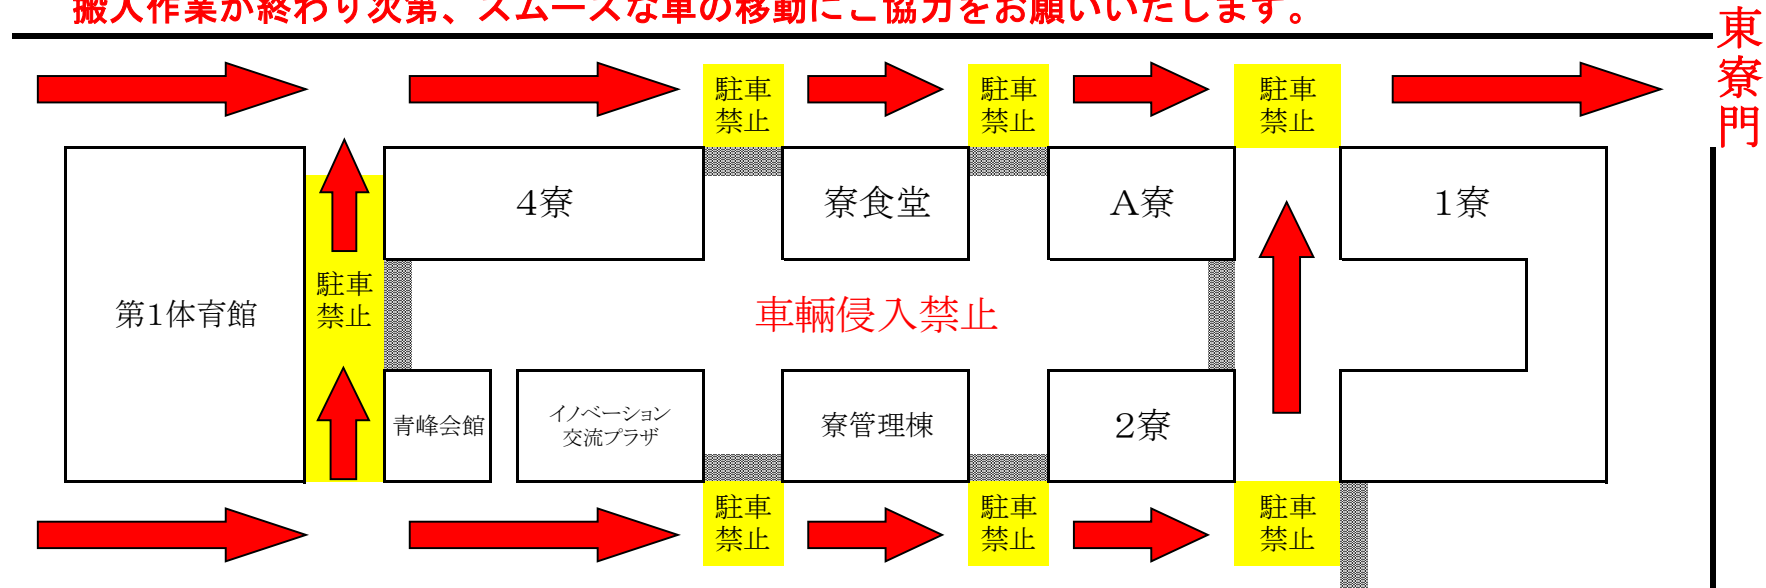 搬入作業が終わり次第、スムーズな車の移動にご協力をお願いいたします。
東寮門
駐車
禁止
駐車
禁止
駐車
禁止
4寮
寮食堂
A寮
1寮
第1体育館
駐車
禁止
車輌侵入禁止
青峰会館
イノベーション
交流プラザ
寮管理棟
2寮
駐車
禁止
駐車
禁止
駐車
禁止